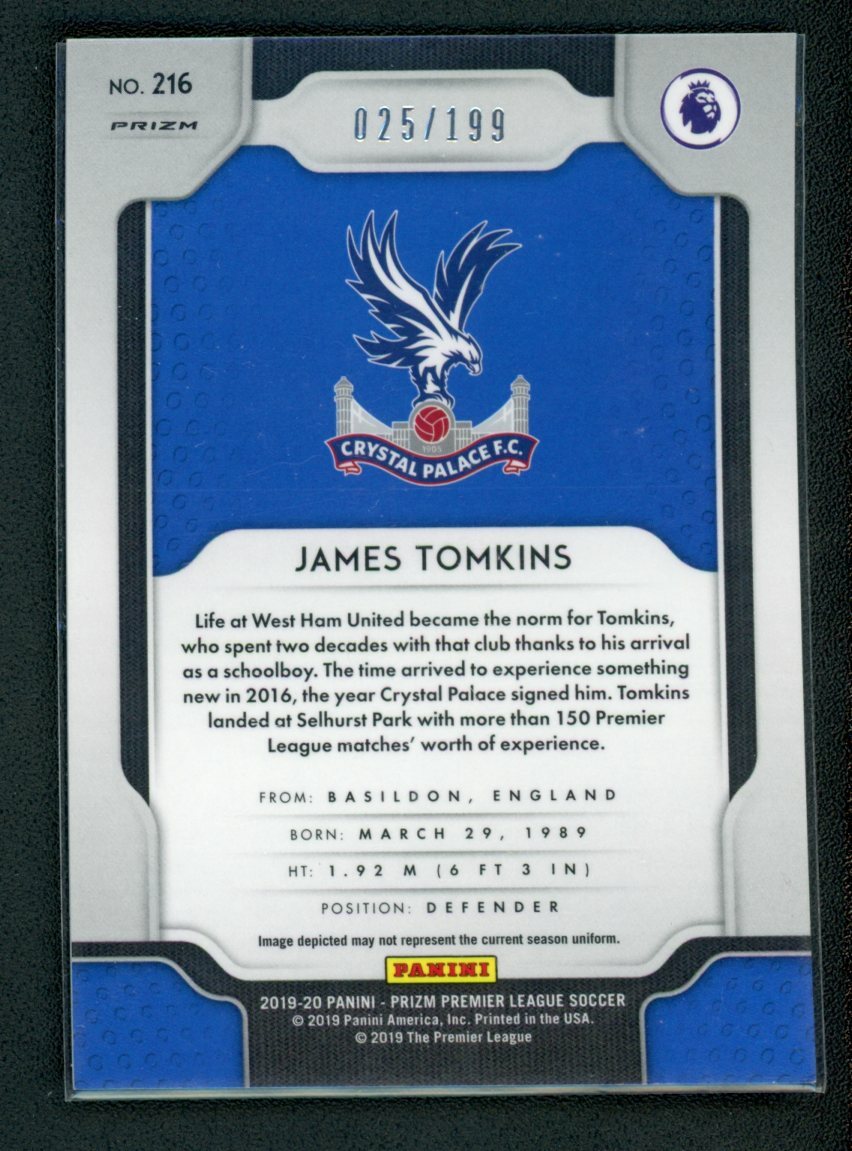 NO. 216
PRIZM
025/199
1905
CRYSTAL PALACE F.C.
JAMES TOMKINS
Life at West Ham United became the norm for Tomkins,
who spent two decades with that club thanks to his arrival
as a schoolboy. The time arrived to experience something
new in 2016, the year Crystal Palace signed him. Tomkins
landed at Selhurst Park with more than 150 Premier
League matches' worth of experience.
FROM: BASILDON, ENGLAND
BORN: MARCH 29, 1989
HT: 1.92 M (6 FT 3 IN)
POSITION: DEFENDER
Image depicted may not represent the current season uniform.
PANINI
2019-20 PANINI - PRIZM PREMIER LEAGUE SOCCER
© 2019 Panini America, Inc. Printed in the USA.
© 2019 The Premier League